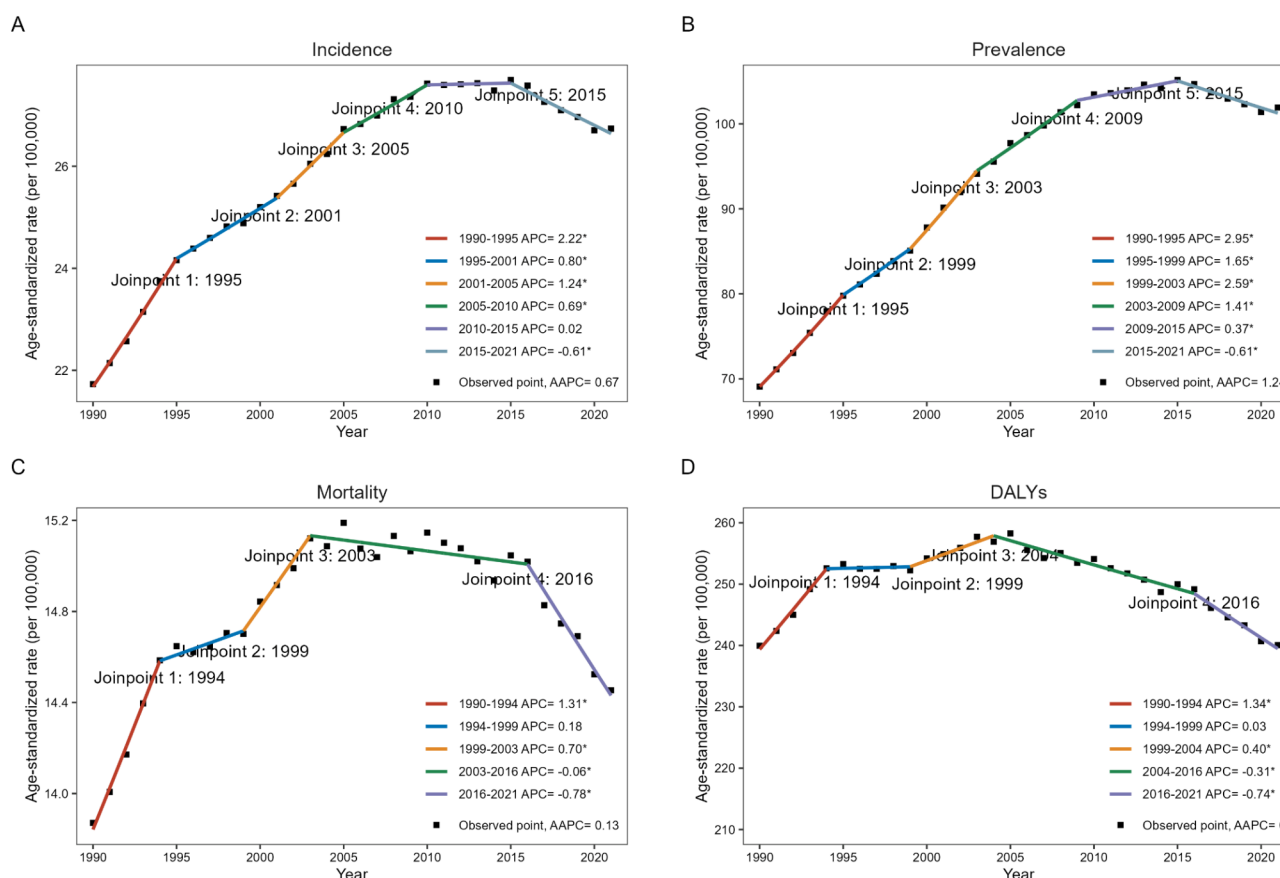 A
Incidence
Age-standardized rate (per 100,000)
26
24
22
Joinpoint 5: 2015
Joinpoint 4: 2010
Joinpoint 3: 2005
Joinpoint 2: 2001
Joinpoint 1: 1995
1990-1995 APC= 2.22*
1995-2001 APC= 0.80*
2001-2005 APC= 1.24*
2005-2010 APC= 0.69*
2010-2015 APC= 0.02
2015-2021 APC= -0.61*
Observed point, AAPC= 0.67
1990 1995 2000 2005 2010 2015 2020
Year
B
Prevalence
Age-standardized rate (per 100,000)
100
90
80
70
Joinpoint 5: 2015
Joinpoint 4: 2009
Joinpoint 3: 2003
Joinpoint 2: 1999
Joinpoint 1: 1995
1990-1995 APC= 2.95*
1995-1999 APC= 1.65*
1999-2003 APC= 2.59*
2003-2009 APC= 1.41*
2009-2015 APC= 0.37*
2015-2021 APC= -0.61*
Observed point, AAPC= 1.24
1990 1995 2000 2005 2010 2015 2020
Year
C
Mortality
Age-standardized rate (per 100,000)
15.2
14.8
14.4
14.0
Joinpoint 3: 2003
Joinpoint 4: 2016
Joinpoint 2: 1999
Joinpoint 1: 1994
1990-1994 APC= 1.31*
1994-1999 APC= 0.18
1999-2003 APC= 0.70*
2003-2016 APC= -0.06*
2016-2021 APC= -0.78*
Observed point, AAPC= 0.13
1990 1995 2000 2005 2010 2015 2020
Year
D
DALYs
Age-standardized rate (per 100,000)
260
250
240
230
220
210
Joinpoint 3: 2004
Joinpoint 1: 1994
Joinpoint 2: 1999
Joinpoint 4: 2016
1990-1994 APC= 1.34*
1994-1999 APC= 0.03
1999-2004 APC= 0.40*
2004-2016 APC= -0.31*
2016-2021 APC= -0.74*
Observed point, AAPC=
1990 1995 2000 2005 2010 2015 2020
Year